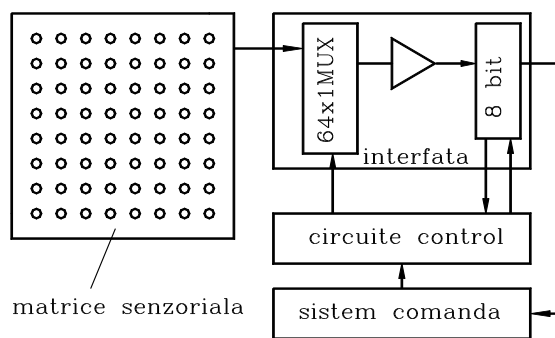 64x1MUX
8 bit
interfata
circuite control
matrice senzoriala
sistem comanda